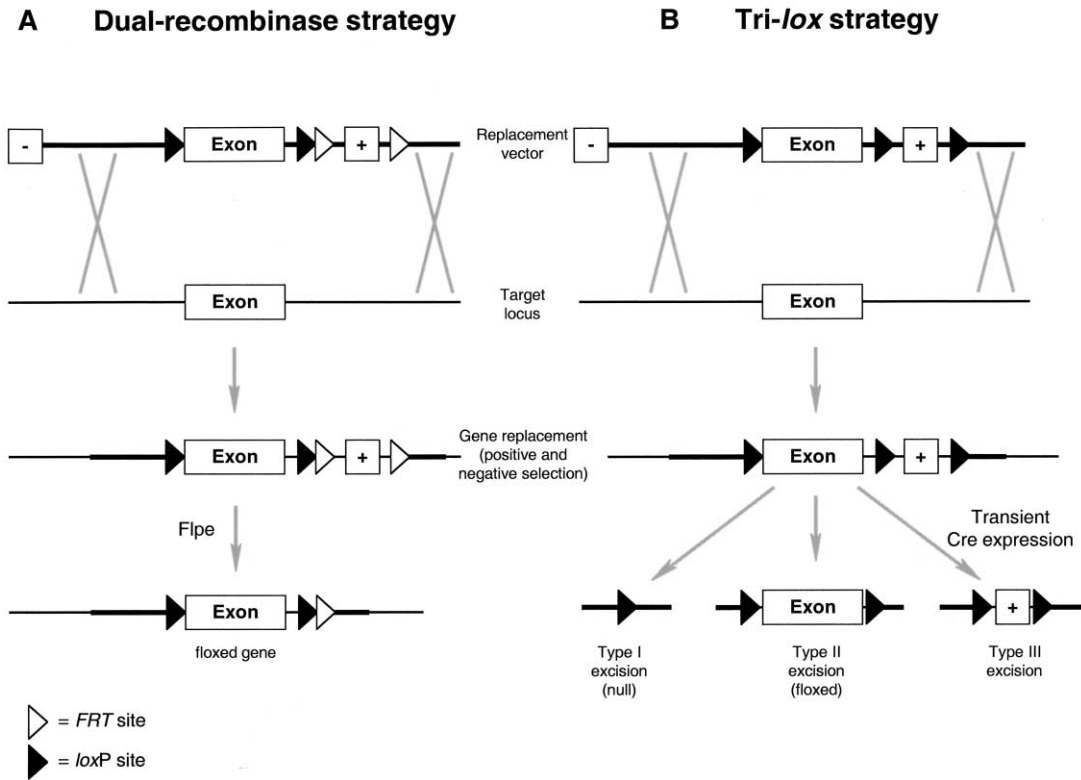 A Dual-recombinase strategy
B Tri-lox strategy
-
Exon
+
Replacement
vector
-
Exon
+
Exon
Target
locus
Exon
Exon
+
Gene replacement
(positive and
negative selection)
Exon
+
Flpe
Transient
Cre expression
Exon
floxed gene
Exon
+
Type I
excision
(null)
Type II
excision
(floxed)
Type III
excision
= FRT site
= loxP site